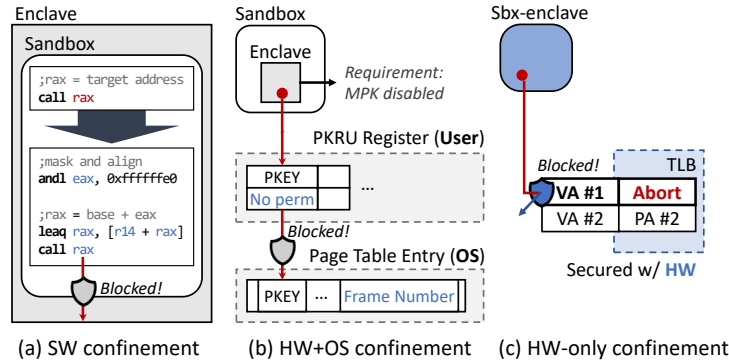 Enclave
Sandbox
;rax = target address
call rax
;mask and align
andl eax, 0xffffffe0
;rax = base + eax
leaq rax, [r14 + rax]
call rax
Blocked!
(a) SW confinement
Sandbox
Enclave
Requirement:
MPK disabled
PKRU Register (User)
PKEY
No perm
...
Blocked!
Page Table Entry (OS)
PKEY ... Frame Number
(b) HW+OS confinement
Sbx-enclave
Blocked!
TLB
VA #1 Abort
VA #2 PA #2
Secured w/ HW
(c) HW-only confinement